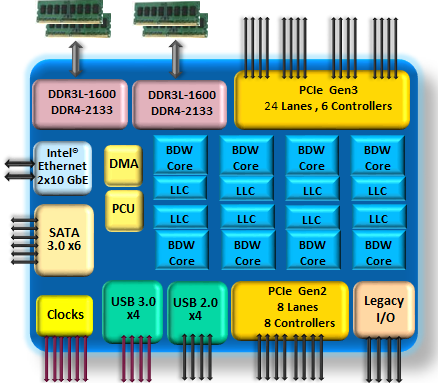 DDR3L-1600
DDR4-2133
DDR3L-1600
DDR4-2133
PCIe Gen3
24 Lanes , 6 Controllers
Intel®
Ethernet
2x10 GbE
DMA
PCU
SATA
3.0 x6
BDW
Core
BDW
Core
BDW
Core
BDW
Core
LLC
LLC
LLC
LLC
LLC
LLC
LLC
LLC
BDW
Core
BDW
Core
BDW
Core
BDW
Core
Clocks
USB 3.0
x4
USB 2.0
x4
PCIe Gen2
8 Lanes
8 Controllers
Legacy
I/O